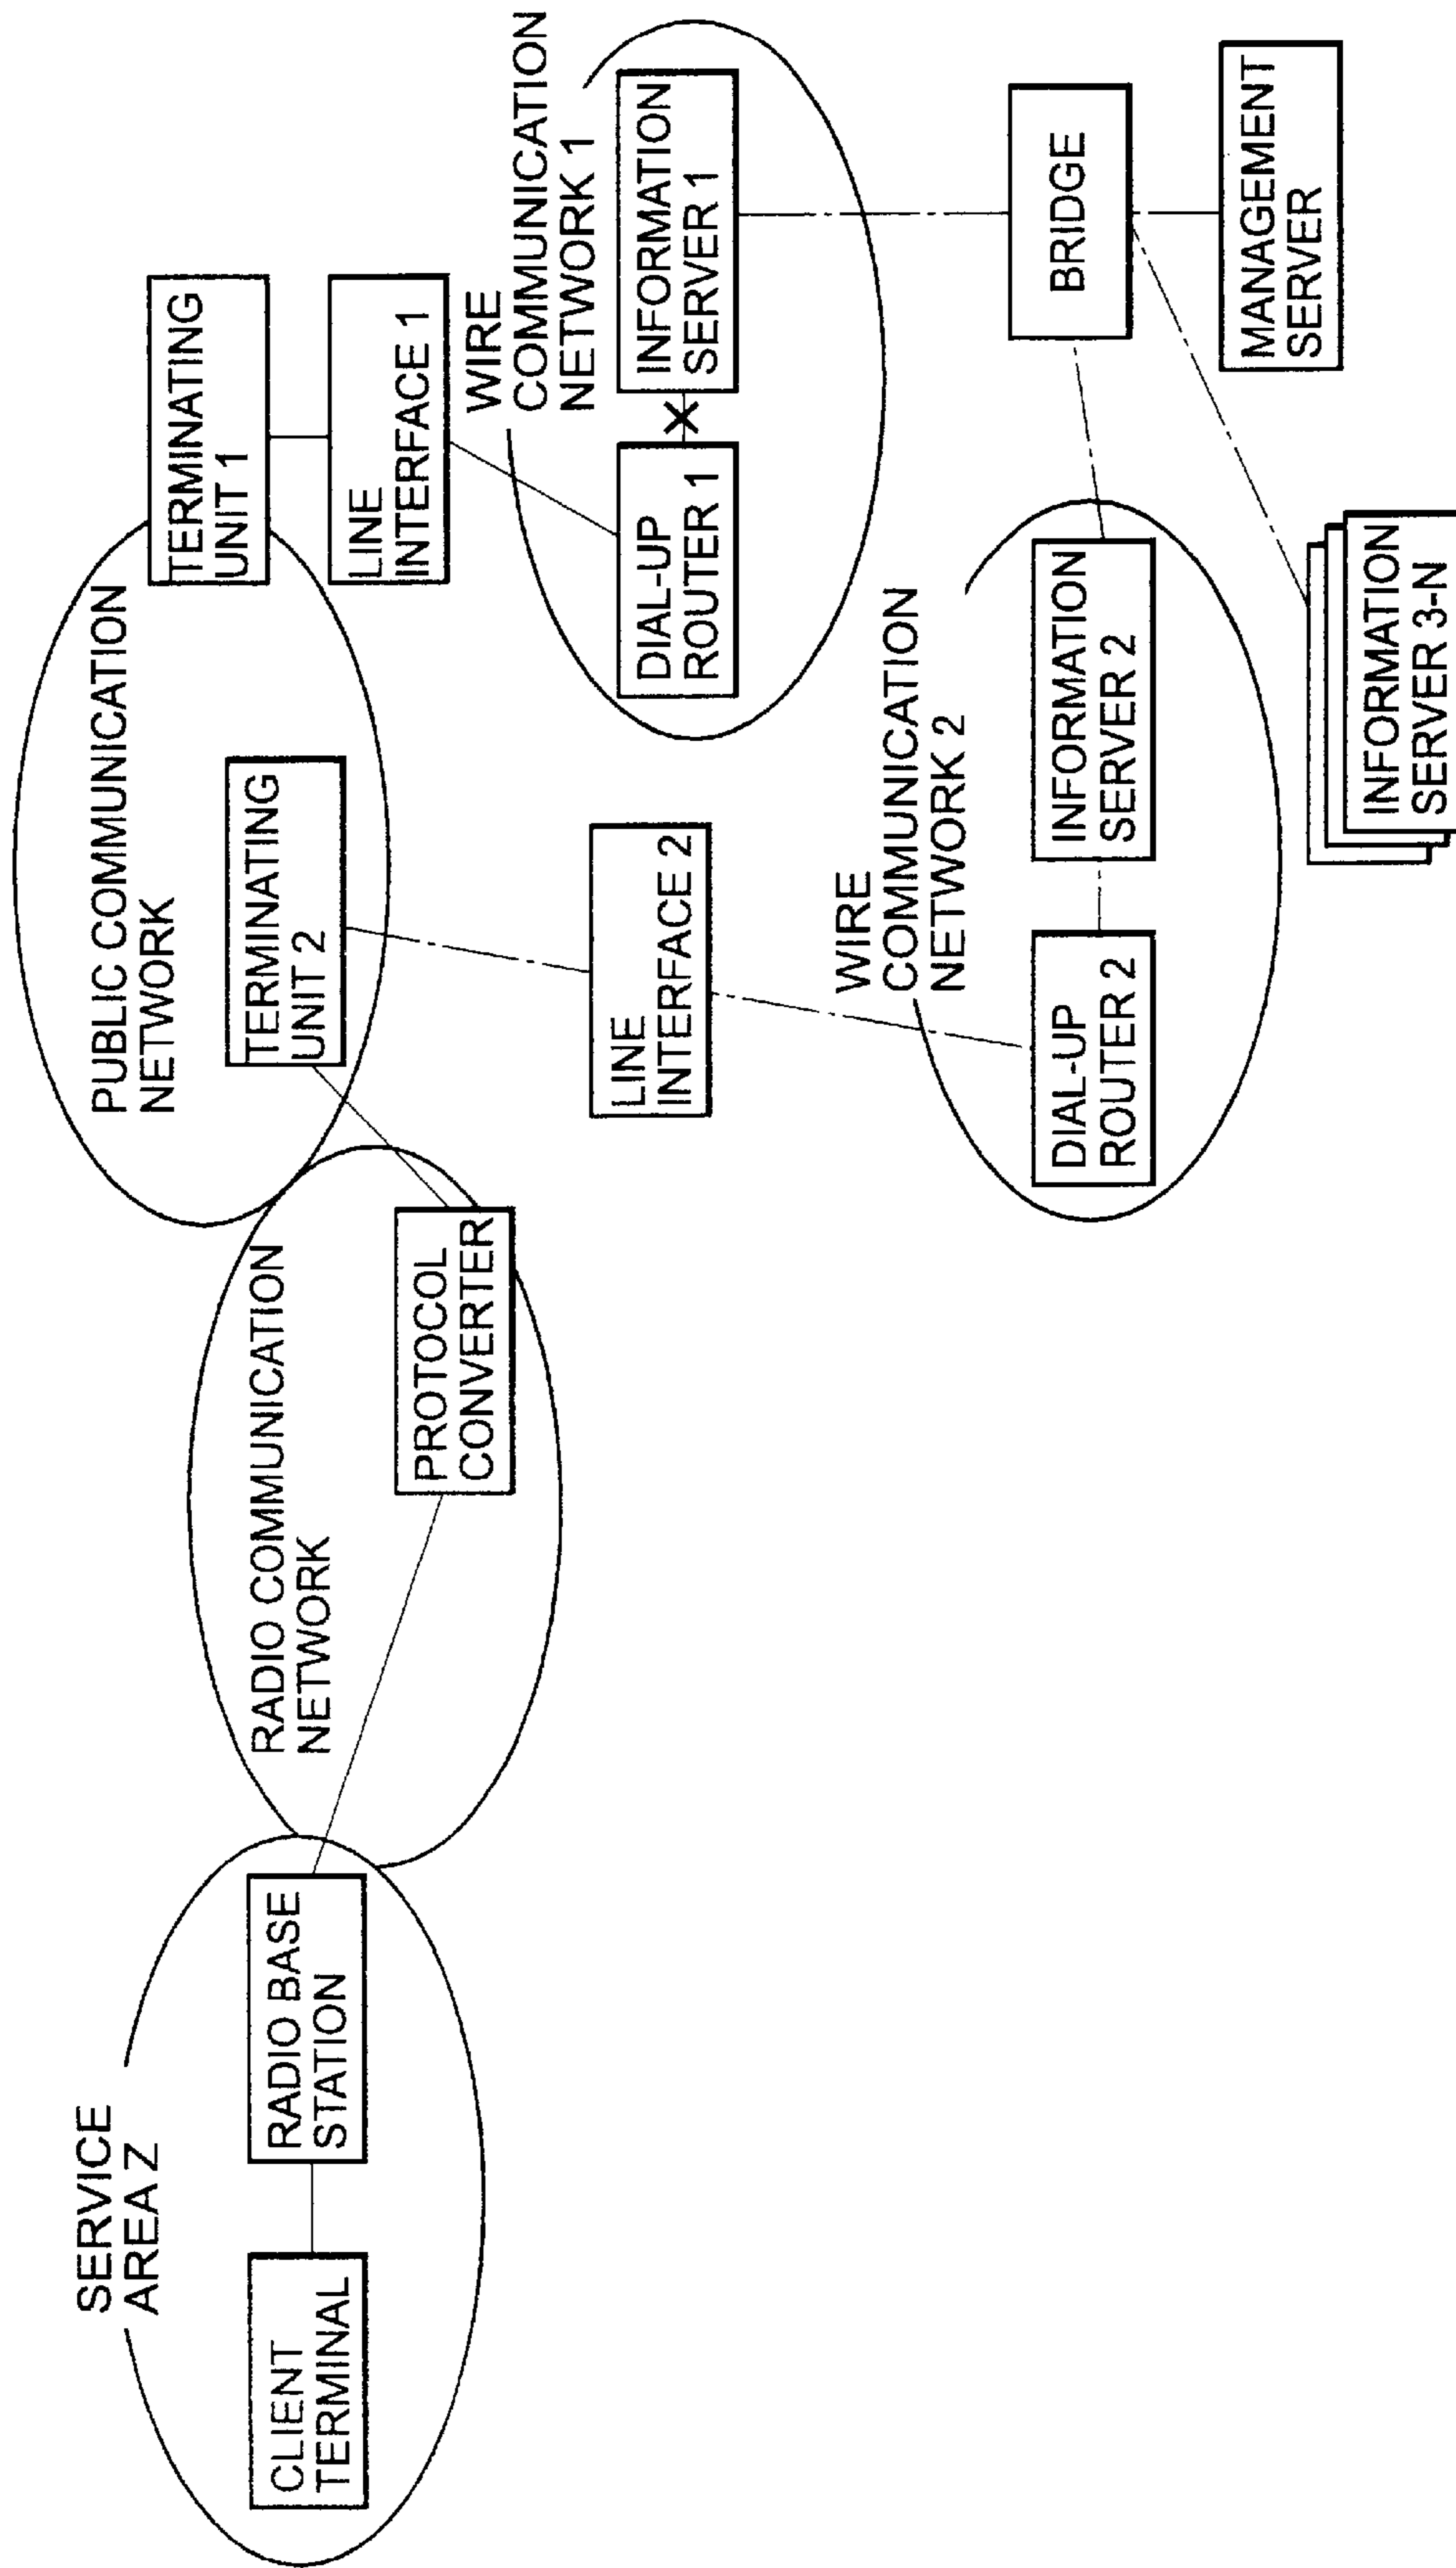 SERVICE
AREA Z
CLIENT
TERMINAL
RADIO BASE
STATION
RADIO COMMUNICATION
NETWORK
PROTOCOL
CONVERTER
PUBLIC COMMUNICATION
NETWORK
TERMINATING
UNIT 2
TERMINATING
UNIT 1
LINE
INTERFACE 1
LINE
INTERFACE 2
WIRE
COMMUNICATION
NETWORK 1
DIAL-UP
ROUTER 1
INFORMATION
SERVER 1
WIRE
COMMUNICATION
NETWORK 2
DIAL-UP
ROUTER 2
INFORMATION
SERVER 2
BRIDGE
MANAGEMENT
SERVER
INFORMATION
SERVER 3-N